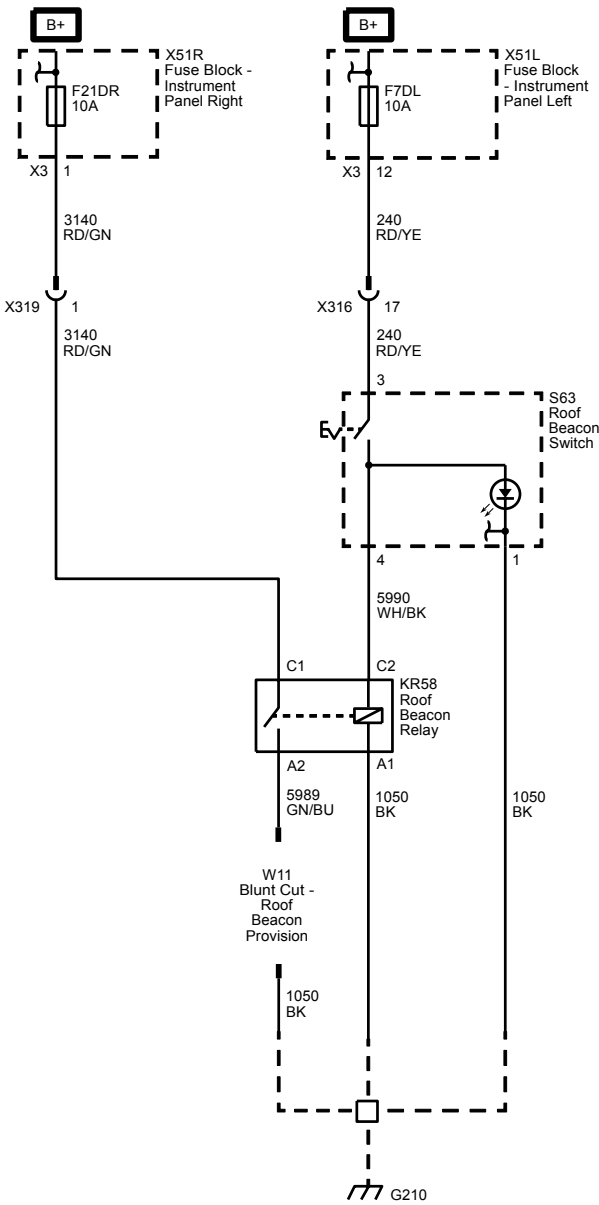 B+
X51R
Fuse Block -
Instrument
Panel Right
F21DR
10A
X3 1
3140
RD/GN
X319 1
3140
RD/GN
B+
X51L
Fuse Block
- Instrument
Panel Left
F7DL
10A
X3 12
240
RD/YE
X316 17
240
RD/YE
3
S63
Roof
Beacon
Switch
4
1
5990
WH/BK
C1
C2
KR58
Roof
Beacon
Relay
A2
A1
5989
GN/BU
1050
BK
1050
BK
W11
Blunt Cut -
Roof
Beacon
Provision
1050
BK
G210